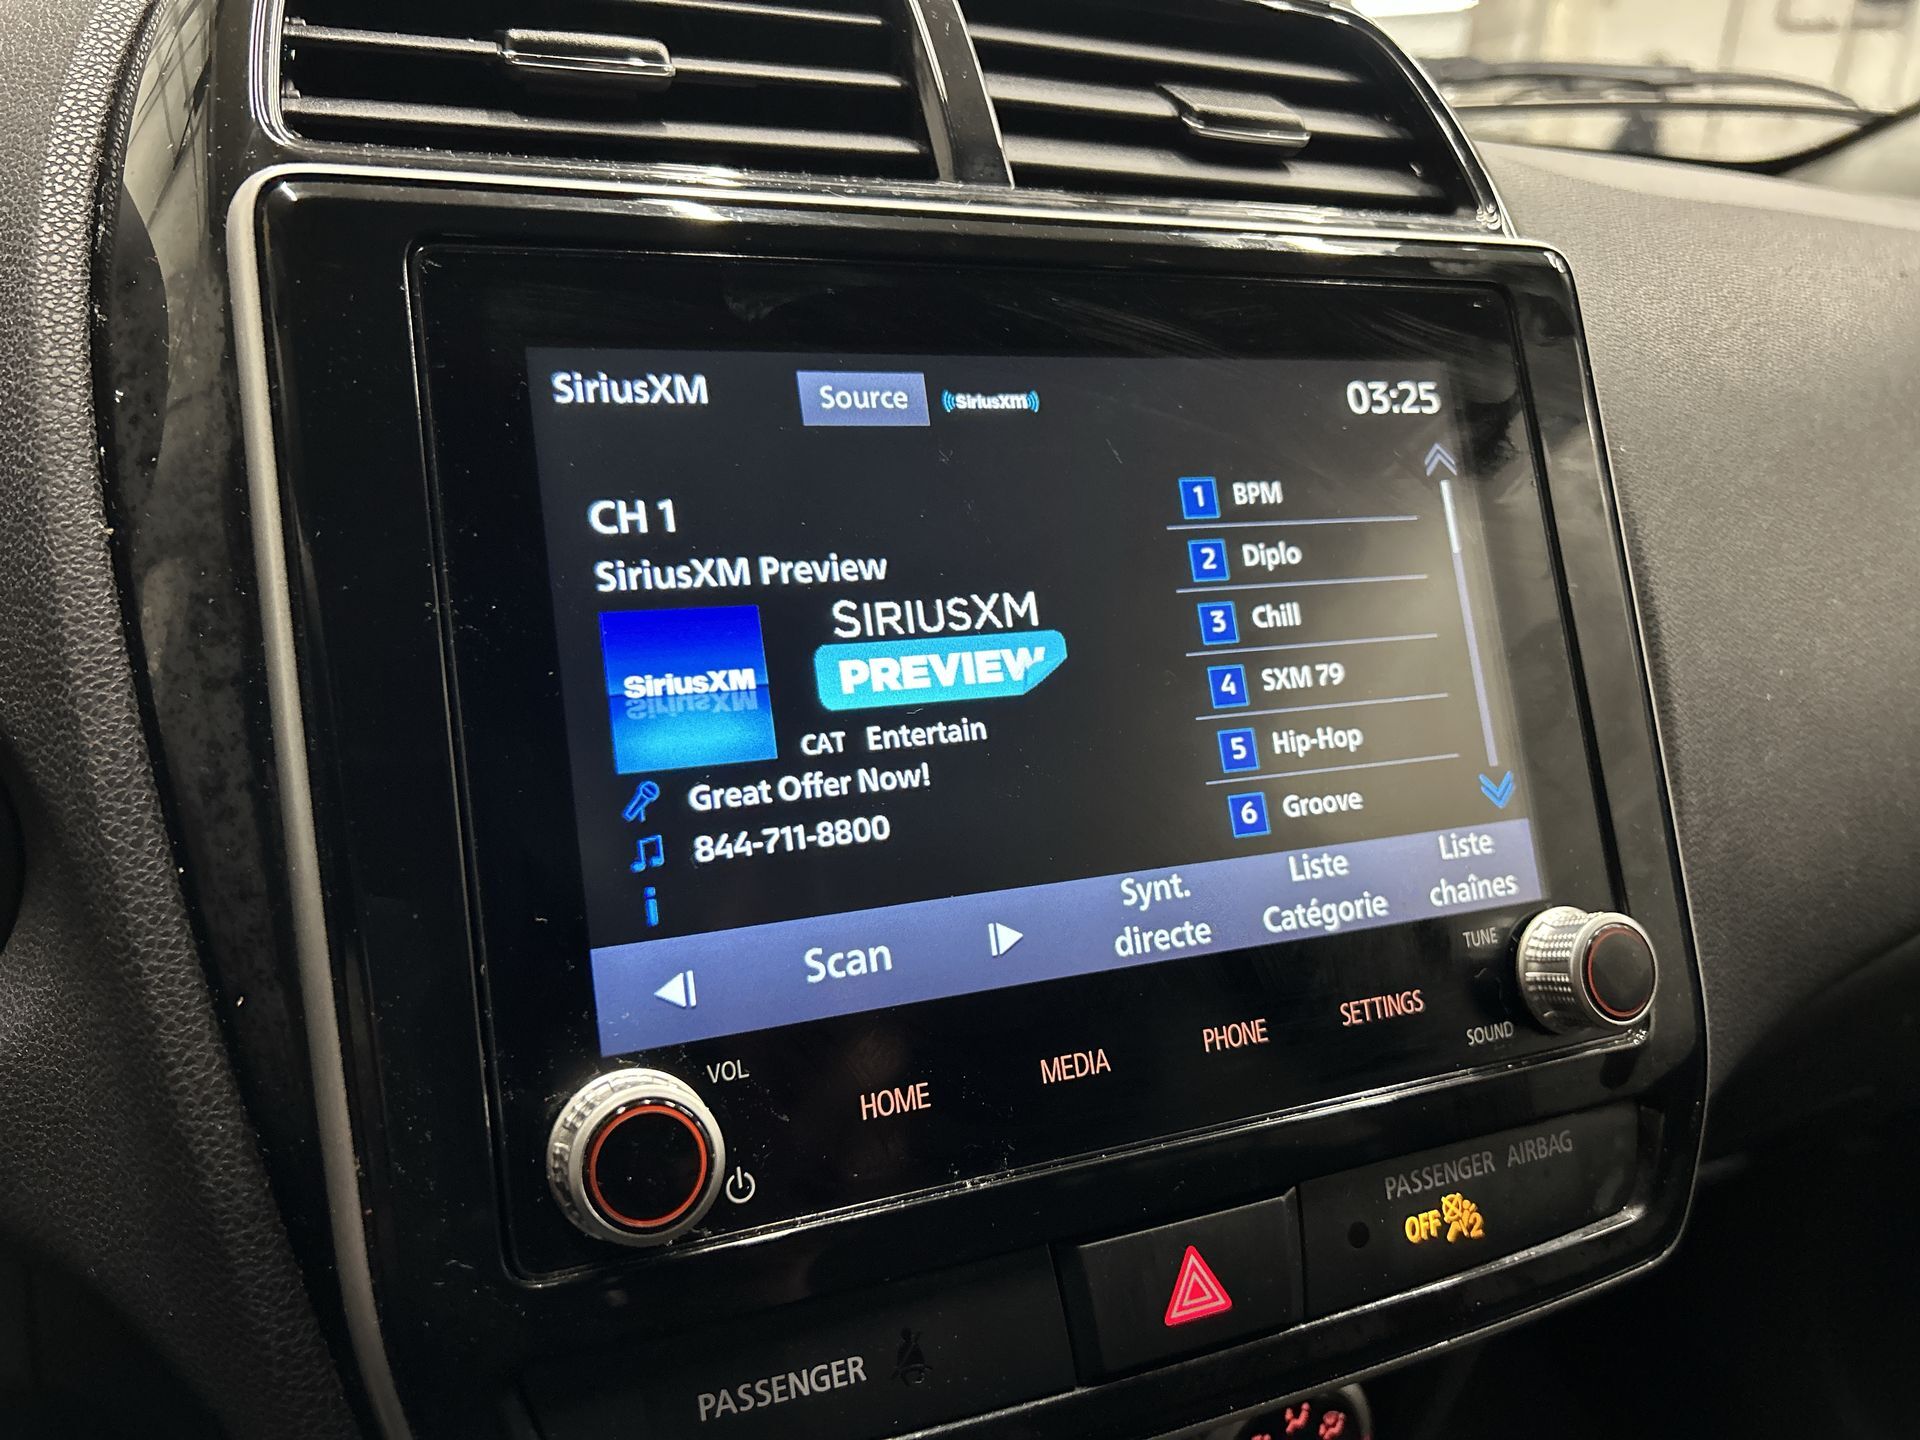 SiriusXM
Source
SiriusXM
03:25
CH 1
SiriusXM Preview
SiriusXM
SIRIUSXM
PREVIEW
CAT Entertain
Great Offer Now!
844-711-8800
1 BPM
2 Diplo
3 Chill
4 SXM 79
5 Hip-Hop
6 Groove
Scan
Synt.
directe
Liste
Catégorie
Liste
chaînes
TUNE
SOUND
VOL
HOME
MEDIA
PHONE
SETTINGS
PASSENGER AIRBAG
OFF 2
PASSENGER